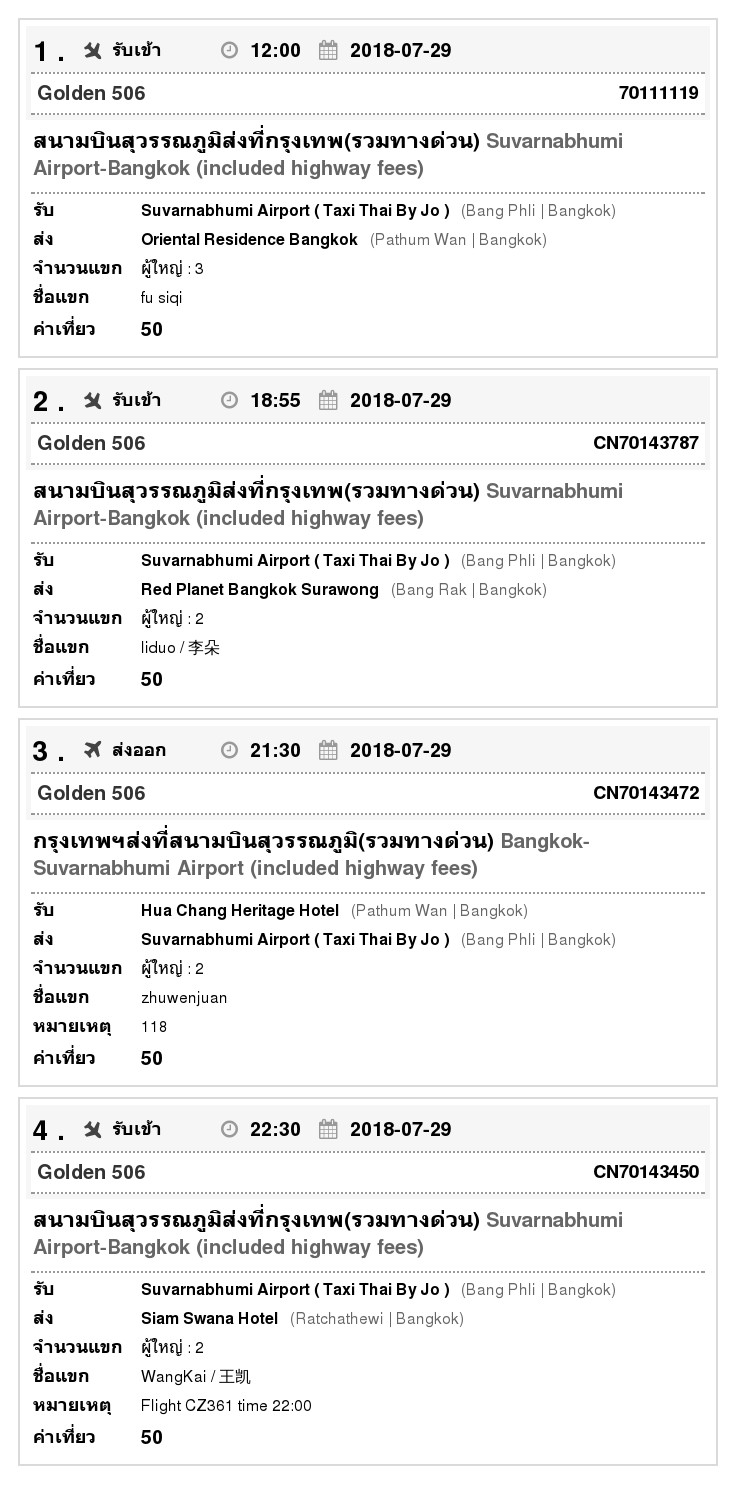 1 . รับเข้า 12:00 2018-07-29
Golden 506 70111119
สนามบินสุวรรณภูมิส่งที่กรุงเทพ(รวมทางด่วน) Suvarnabhumi
Airport-Bangkok (included highway fees)
รับ Suvarnabhumi Airport ( Taxi Thai By Jo ) (Bang Phli | Bangkok)
ส่ง Oriental Residence Bangkok (Pathum Wan | Bangkok)
จำนวนแขก ผู้ใหญ่ : 3
ชื่อแขก fu siqi
ค่าเที่ยว 50
2 . รับเข้า 18:55 2018-07-29
Golden 506 CN70143787
สนามบินสุวรรณภูมิส่งที่กรุงเทพ(รวมทางด่วน) Suvarnabhumi
Airport-Bangkok (included highway fees)
รับ Suvarnabhumi Airport ( Taxi Thai By Jo ) (Bang Phli | Bangkok)
ส่ง Red Planet Bangkok Surawong (Bang Rak | Bangkok)
จำนวนแขก ผู้ใหญ่ : 2
ชื่อแขก liduo / 李朵
ค่าเที่ยว 50
3 . ส่งออก 21:30 2018-07-29
Golden 506 CN70143472
กรุงเทพฯส่งที่สนามบินสุวรรณภูมิ(รวมทางด่วน) Bangkok-
Suvarnabhumi Airport (included highway fees)
รับ Hua Chang Heritage Hotel (Pathum Wan | Bangkok)
ส่ง Suvarnabhumi Airport ( Taxi Thai By Jo ) (Bang Phli | Bangkok)
จำนวนแขก ผู้ใหญ่ : 2
ชื่อแขก zhuwenjuan
หมายเหตุ 118
ค่าเที่ยว 50
4 . รับเข้า 22:30 2018-07-29
Golden 506 CN70143450
สนามบินสุวรรณภูมิส่งที่กรุงเทพ(รวมทางด่วน) Suvarnabhumi
Airport-Bangkok (included highway fees)
รับ Suvarnabhumi Airport ( Taxi Thai By Jo ) (Bang Phli | Bangkok)
ส่ง Siam Swana Hotel (Ratchathewi | Bangkok)
จำนวนแขก ผู้ใหญ่ : 2
ชื่อแขก WangKai / 王凯
หมายเหตุ Flight CZ361 time 22:00
ค่าเที่ยว 50